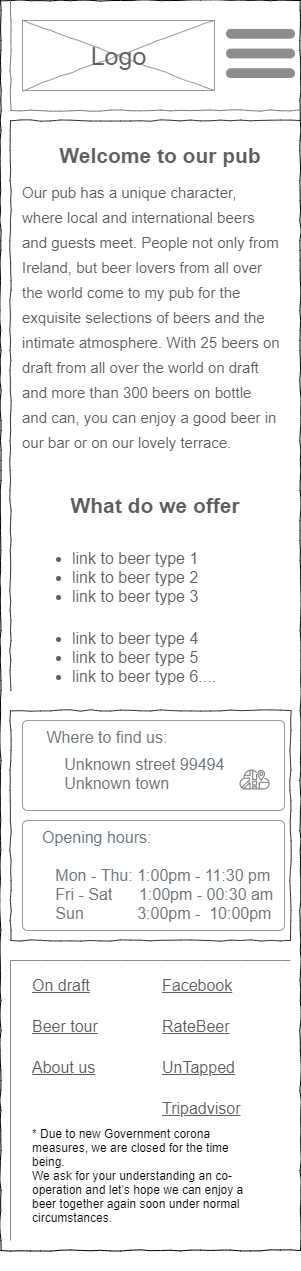 Logo
Welcome to our pub
Our pub has a unique character,
where local and international beers
and guests meet. People not only from
Ireland, but beer lovers from all over
the world come to my pub for the
exquisite selections of beers and the
intimate atmosphere. With 25 beers on
draft from all over the world on draft
and more than 300 beers on bottle
and can, you can enjoy a good beer in
our bar or on our lovely terrace.
What do we offer
• link to beer type 1
• link to beer type 2
• link to beer type 3
• link to beer type 4
• link to beer type 5
• link to beer type 6....
Where to find us:
Unknown street 99494
Unknown town
Opening hours:
Mon - Thu: 1:00pm - 11:30 pm
Fri - Sat 1:00pm - 00:30 am
Sun 3:00pm - 10:00pm
On draft Facebook
Beer tour RateBeer
About us UnTapped
Tripadvisor
* Due to new Government corona
measures, we are closed for the time
being.
We ask for your understanding an co-
operation and let's hope we can enjoy a
beer together again soon under normal
circumstances.